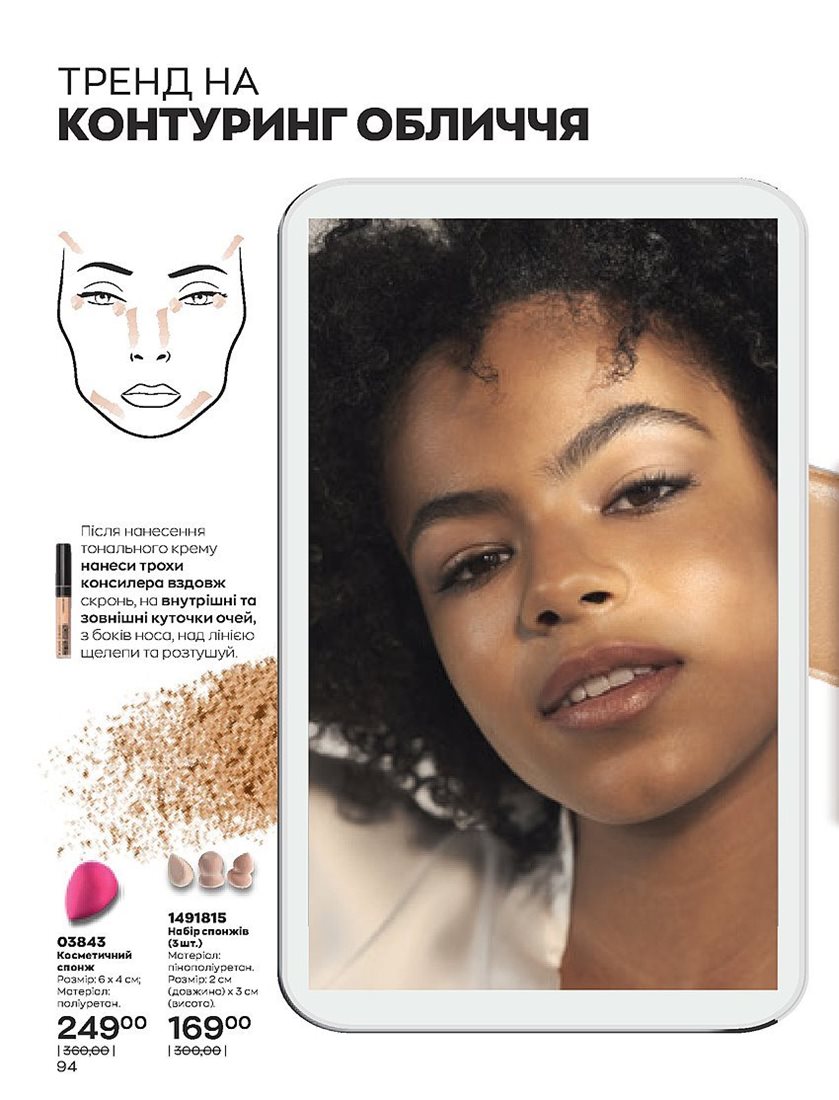 ТРЕНД НА
КОНТУРИНГ ОБЛИЧЧЯ
Після нанесення
тонального крему
нанеси трохи
консилера вздовж
скронь, на внутрішні та
зовнішні куточки очей,
з боків носа, над лінією
щелепи та розтушуй.
03843
Косметичний
спонж
Розмір: 6 х 4 см;
Матеріал:
поліуретан.
249⁰⁰
|360,00|
1491815
Набір спонжів
(3 шт.)
Матеріал:
пінополіуретан.
Розмір: 2 см
(довжина) х 3 см
(висота).
169⁰⁰
|300,00|
94